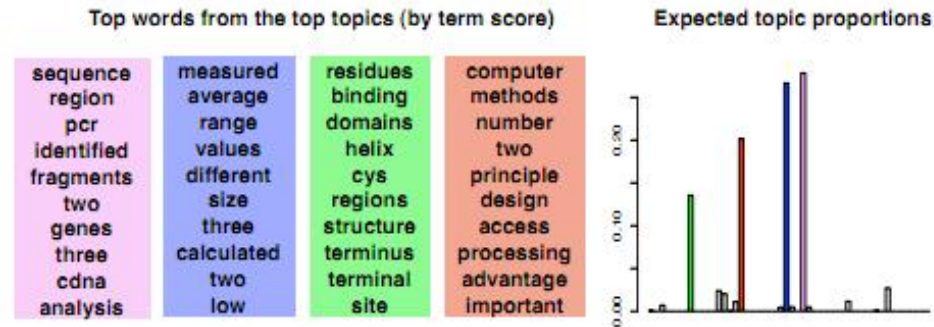 Top words from the top topics (by term score)
Expected topic proportions
sequence
region
pcr
identified
fragments
two
genes
three
cdna
analysis
measured
average
range
values
different
size
three
calculated
two
low
residues
binding
domains
helix
cys
regions
structure
terminus
terminal
site
computer
methods
number
two
principle
design
access
processing
advantage
important
0.20
0.10
0.00